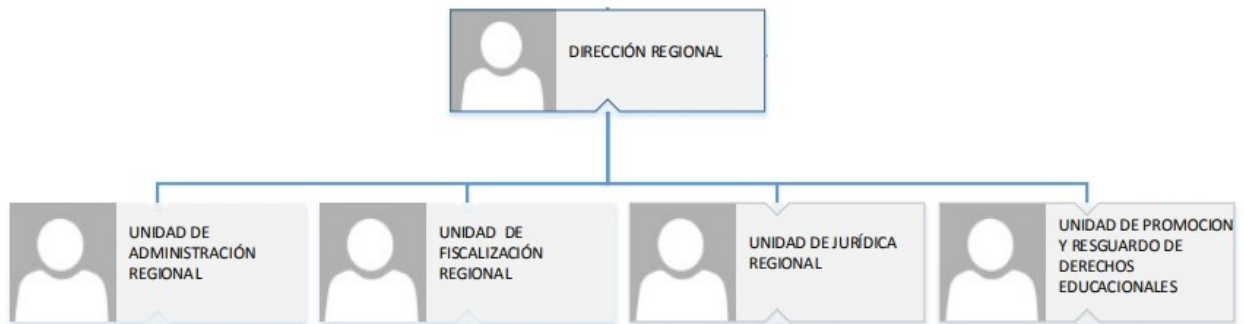 DIRECCIÓN REGIONAL
UNIDAD DE
ADMINISTRACIÓN
REGIONAL
UNIDAD DE
FISCALIZACIÓN
REGIONAL
UNIDAD DE JURÍDICA
REGIONAL
UNIDAD DE PROMOCION
Y RESGUARDO DE
DERECHOS
EDUCACIONALES